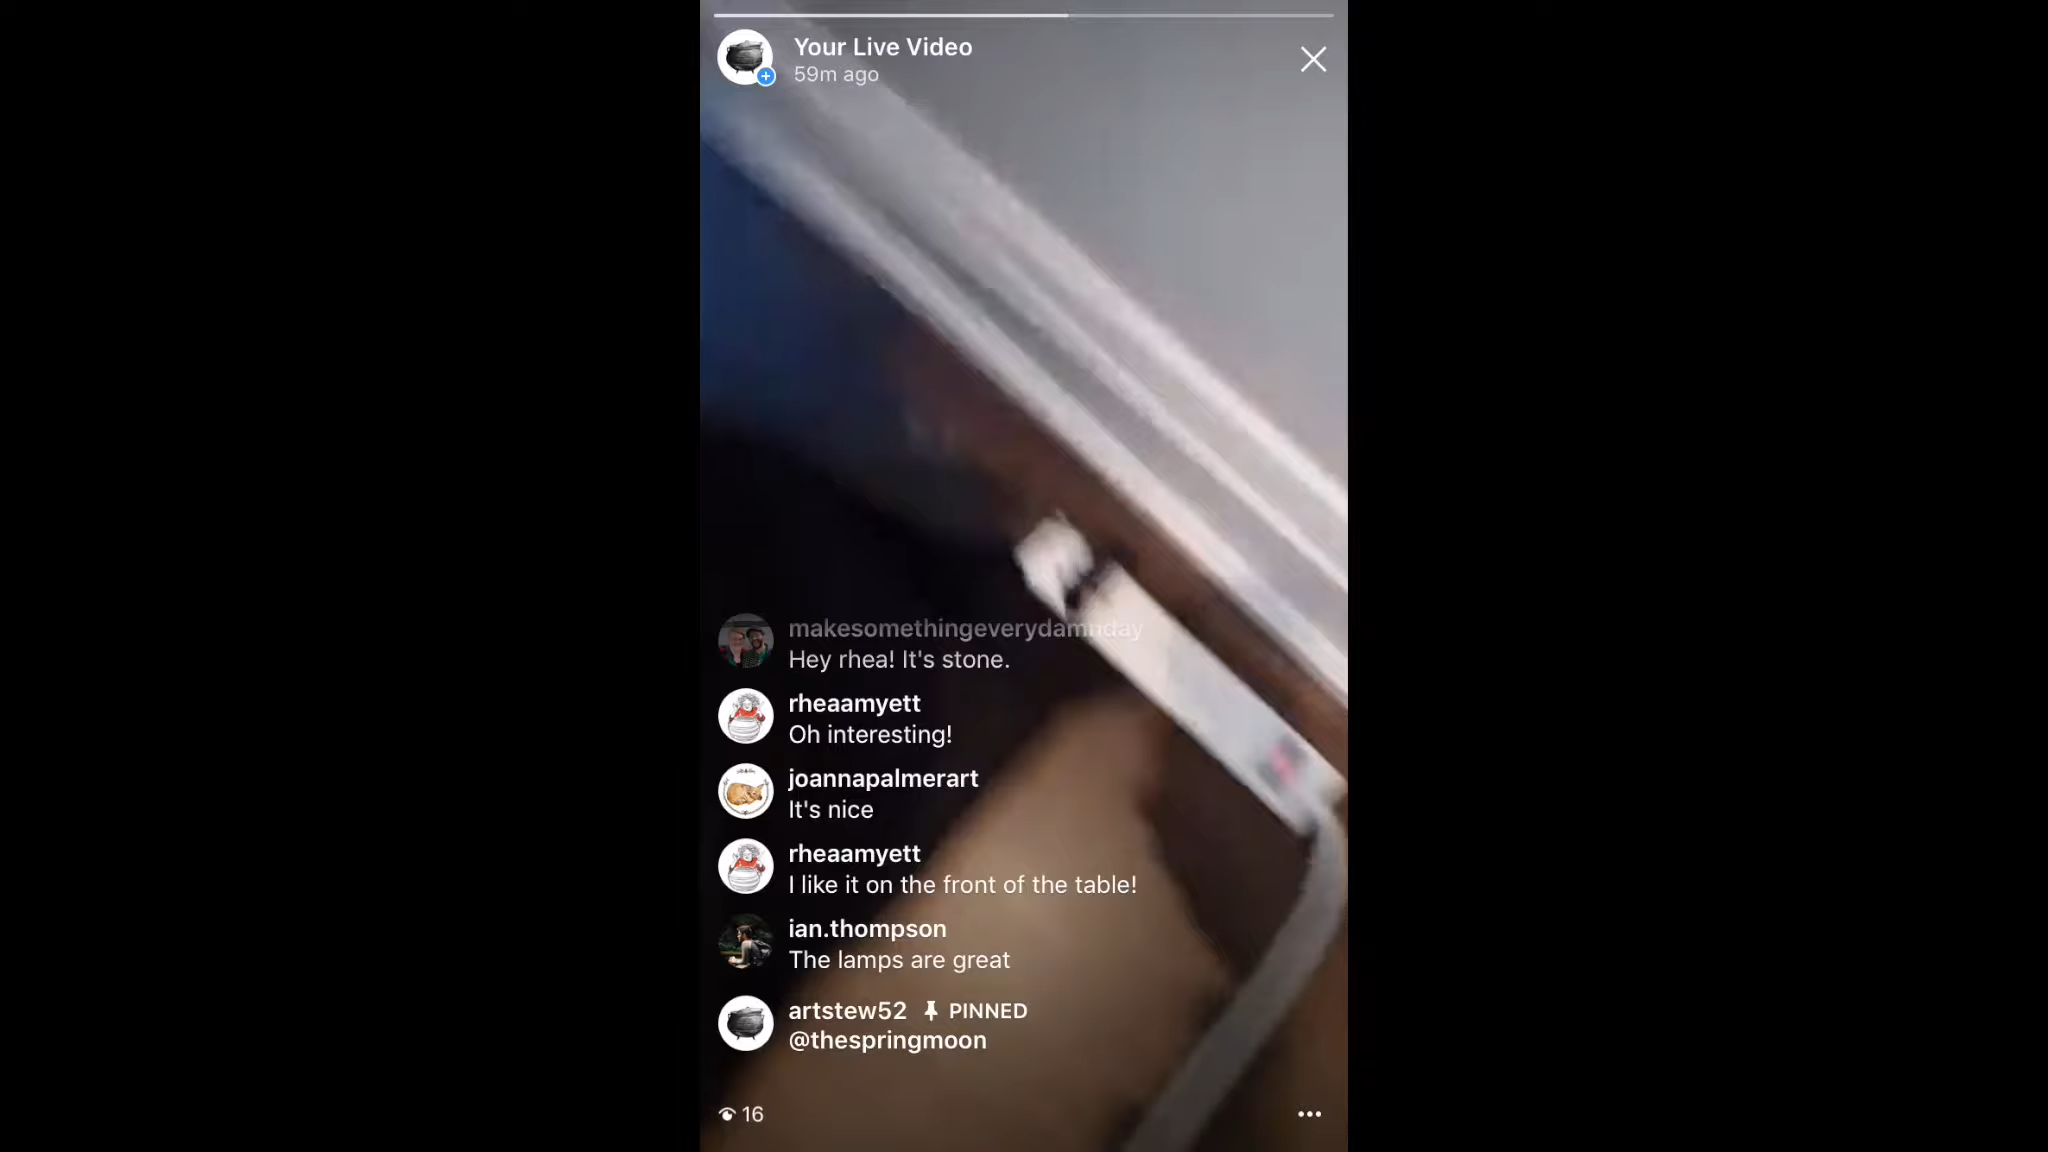 Your Live Video
59m ago
makesomethingeverydamnday
Hey rhea! It's stone.
rheaamyett
Oh interesting!
joannapalmerart
It's nice
rheaamyett
I like it on the front of the table!
ian.thompson
The lamps are great
artstew52 PINNED
@thespringmoon
16